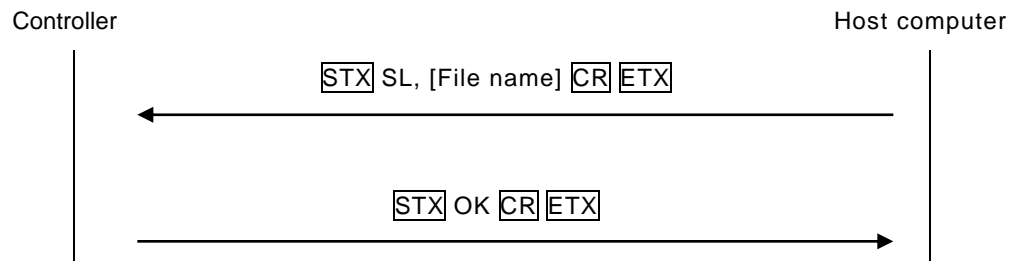 Controller Host computer
STX SL, [File name] CR ETX
STX OK CR ETX